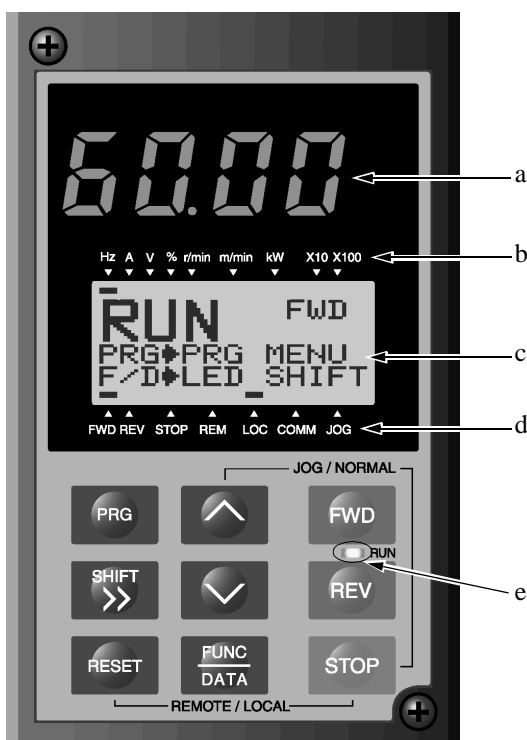 60.00
a
Hz A V % r/min m/min kW X10 X100
b
RUN FWD
PRG➧PRG MENU
c
F/D➧LED SHIFT
FWD REV STOP REM LOC COMM JOG
d
JOG / NORMAL
PRG
FWD
RUN
SHIFT
>>
REV
e
RESET
FUNC
DATA
STOP
REMOTE / LOCAL